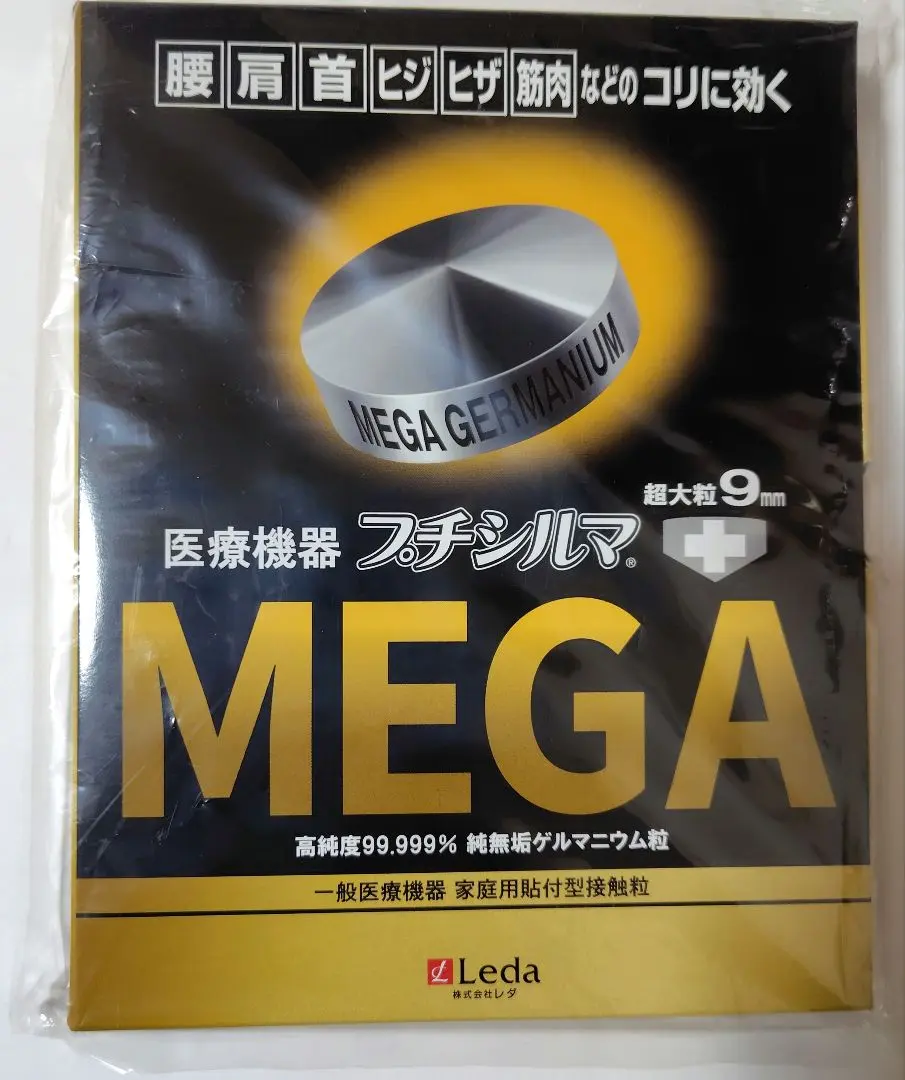 腰 肩 首 ヒジ ヒザ 筋肉 などの コリに効く
MEGA GERMANIUM
超大粒9mm
医療機器 プチシルマ®
MEGA
高純度99.999% 純無垢ゲルマニウム粒
一般医療機器 家庭用貼付型接触粒
Leda
株式会社レダ